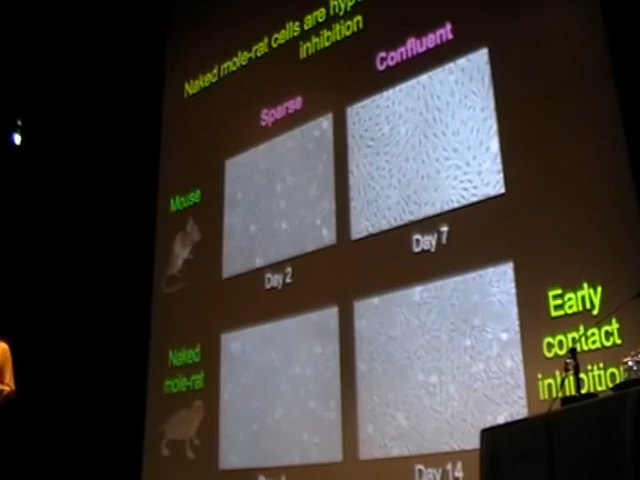 Naked mole-rat cells are
inhibition
Sparse
Confluent
Mouse
Day 2
Day 7
Naked
mole-rat
Early
contact
inhibition
Day 14